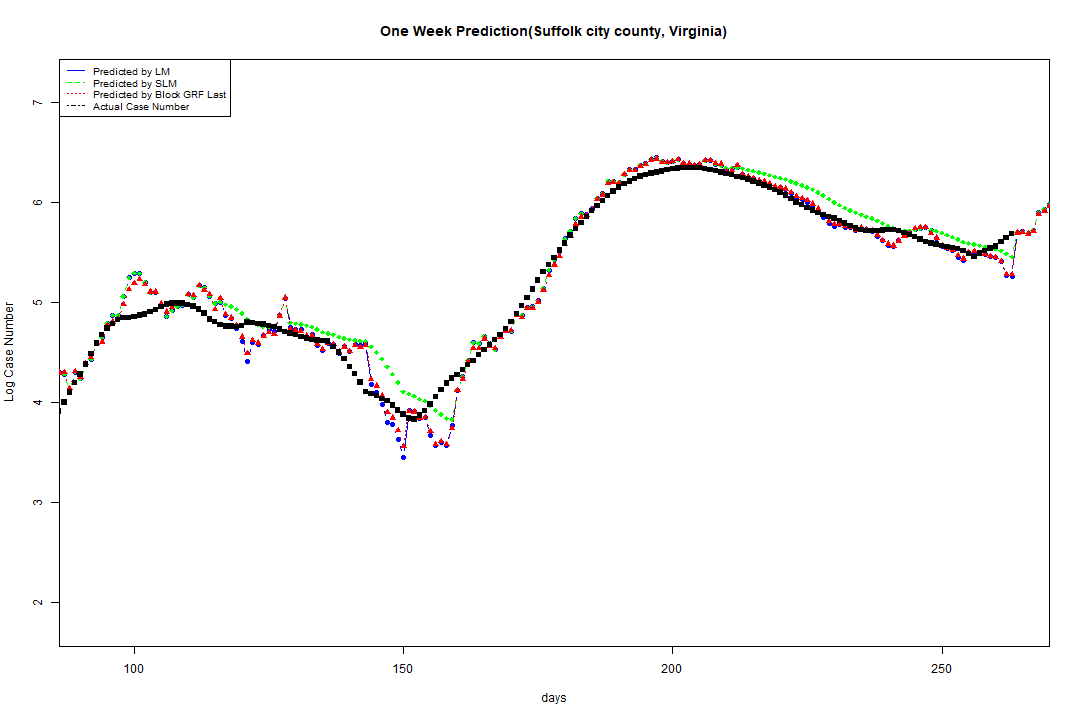 One Week Prediction(Suffolk city county, Virginia)
Predicted by LM
Predicted by SLM
Predicted by Block GRF Last
Actual Case Number
7
6
5
4
3
2
Log Case Number
100 150 200 250
days